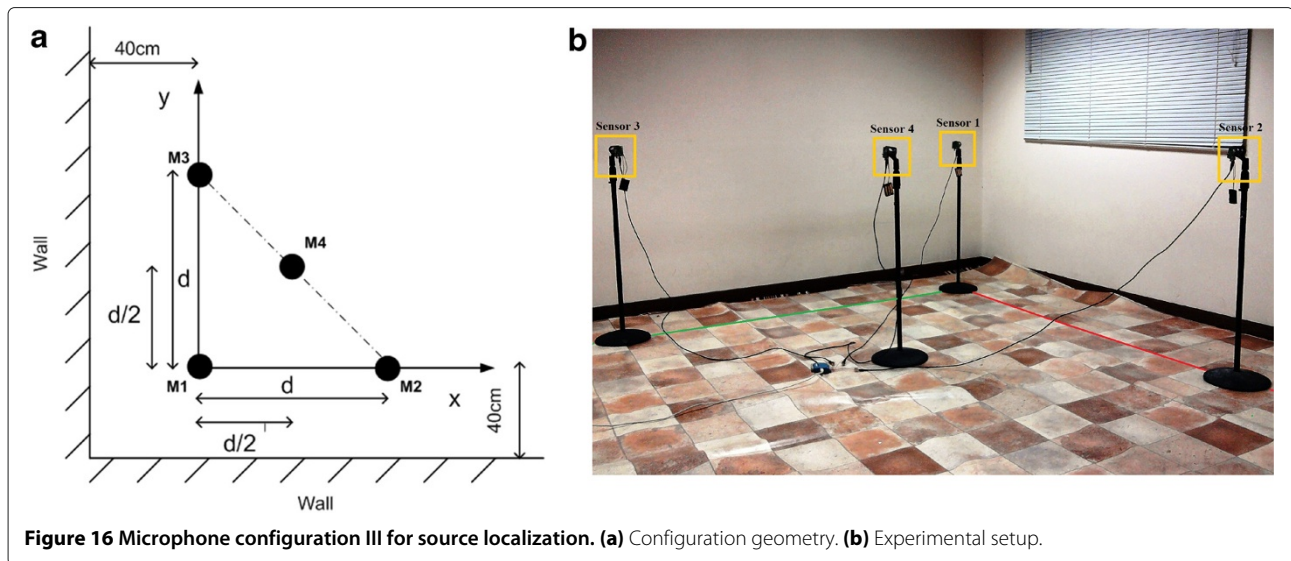 a
40cm
y
M3
Wall
d
M4
d/2
M1
M2
d
x
40cm
d/2
Wall
b
Sensor 3
Sensor 4
Sensor 1
Sensor 2
Figure 16 Microphone configuration III for source localization. (a) Configuration geometry. (b) Experimental setup.